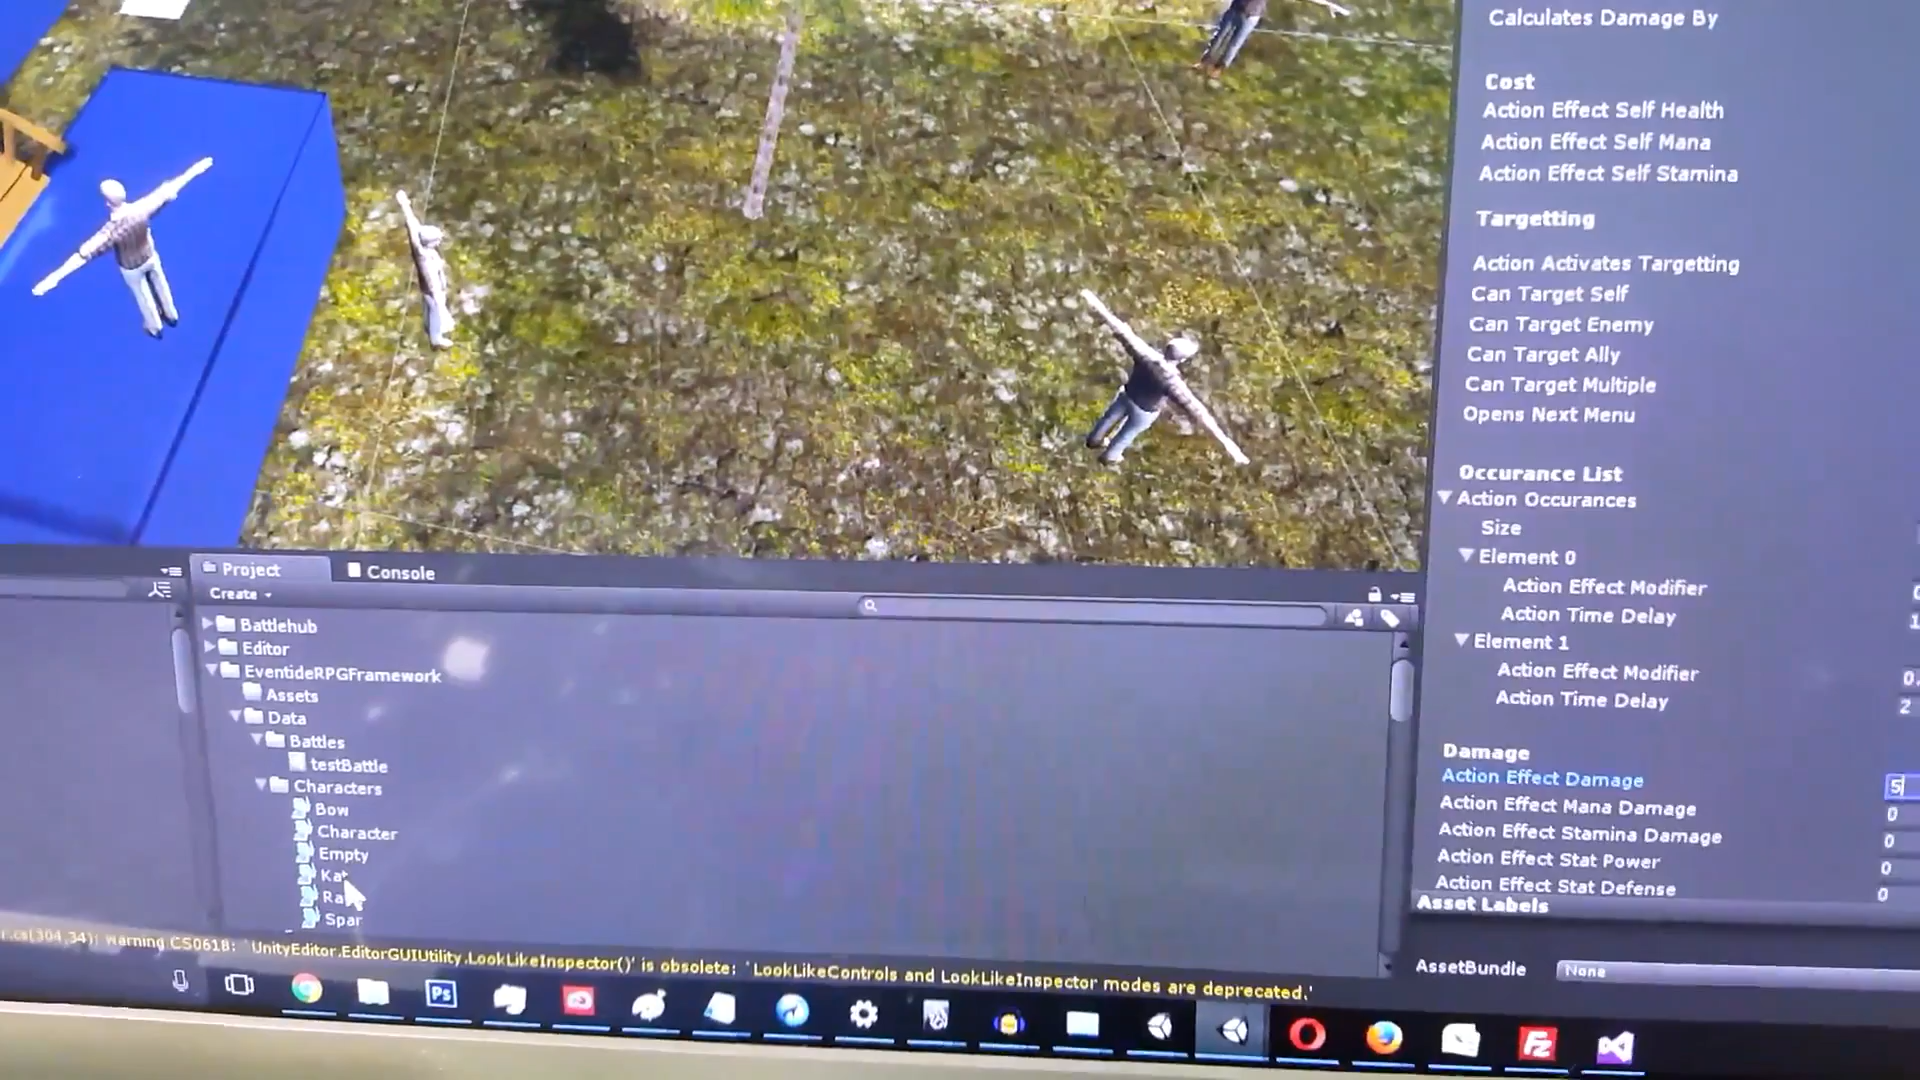 Calculates Damage By
Cost
Action Effect Self Health
Action Effect Self Mana
Action Effect Self Stamina
Targetting
Action Activates Targetting
Can Target Self
Can Target Enemy
Can Target Ally
Can Target Multiple
Opens Next Menu
Occurance List
Action Occurances
Size
Element 0
Action Effect Modifier
Action Time Delay
Element 1
Action Effect Modifier
0.
Action Time Delay
2
Damage
Action Effect Damage
5
Action Effect Mana Damage
0
Action Effect Stamina Damage
0
Action Effect Stat Power
0
Action Effect Stat Defense
0
Asset Labels
AssetBundle
None
Project
Console
Create
Battlehub
Editor
EventideRPGFramework
Assets
Data
Battles
testBattle
Characters
Bow
Character
Empty
Spar
r.cs(304,34): warning CS0618: `UnityEditor.EditorGUIUtility.LookLikeInspector()' is obsolete: `LookLikeControls and LookLikeInspector modes are deprecated.'
Ps
Fz